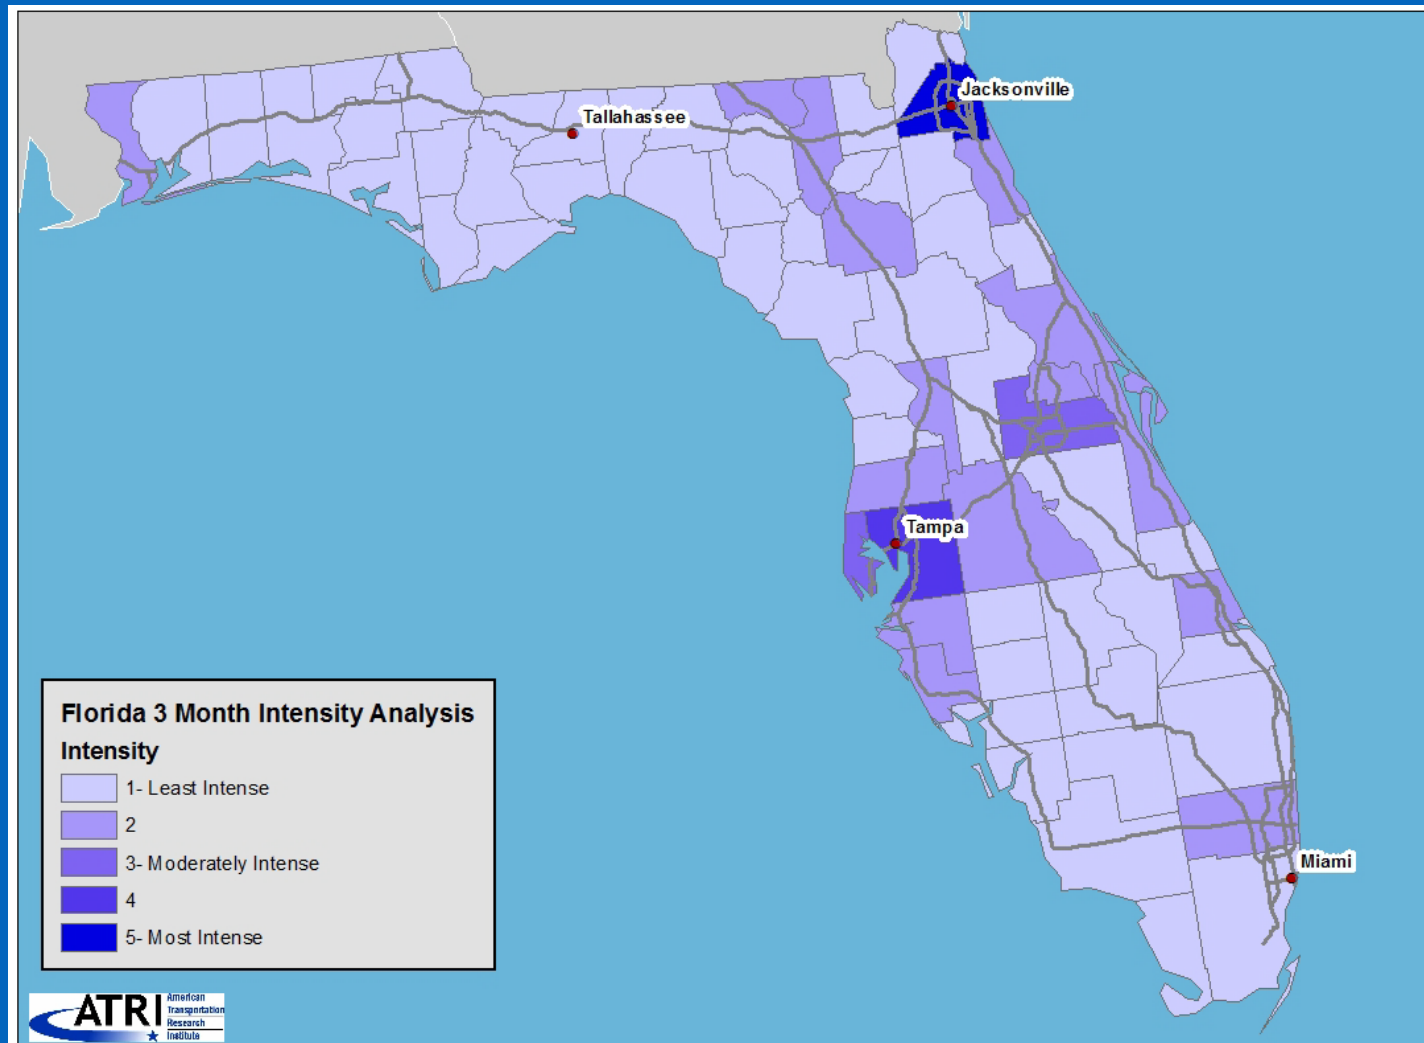 Jacksonville
Tallahassee
Tampa
Miami
Florida 3 Month Intensity Analysis
Intensity
1- Least Intense
2
3- Moderately Intense
4
5- Most Intense
ATRI
American
Transportation
Research
Institute